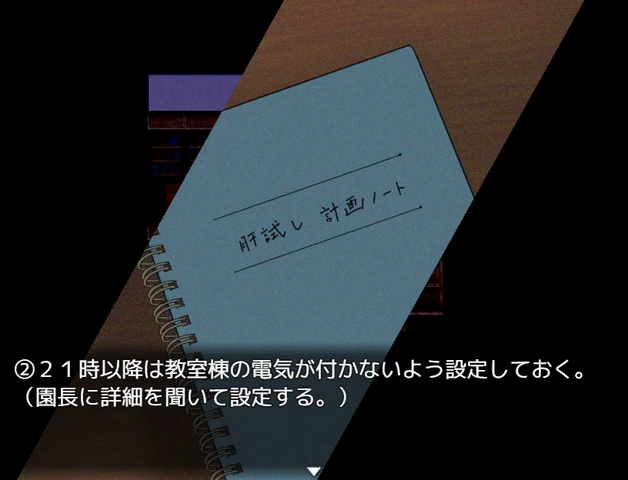 肝試し 計画ノート
②２１時以降は教室棟の電気が付かないよう設定しておく。
（園長に詳細を聞いて設定する。）